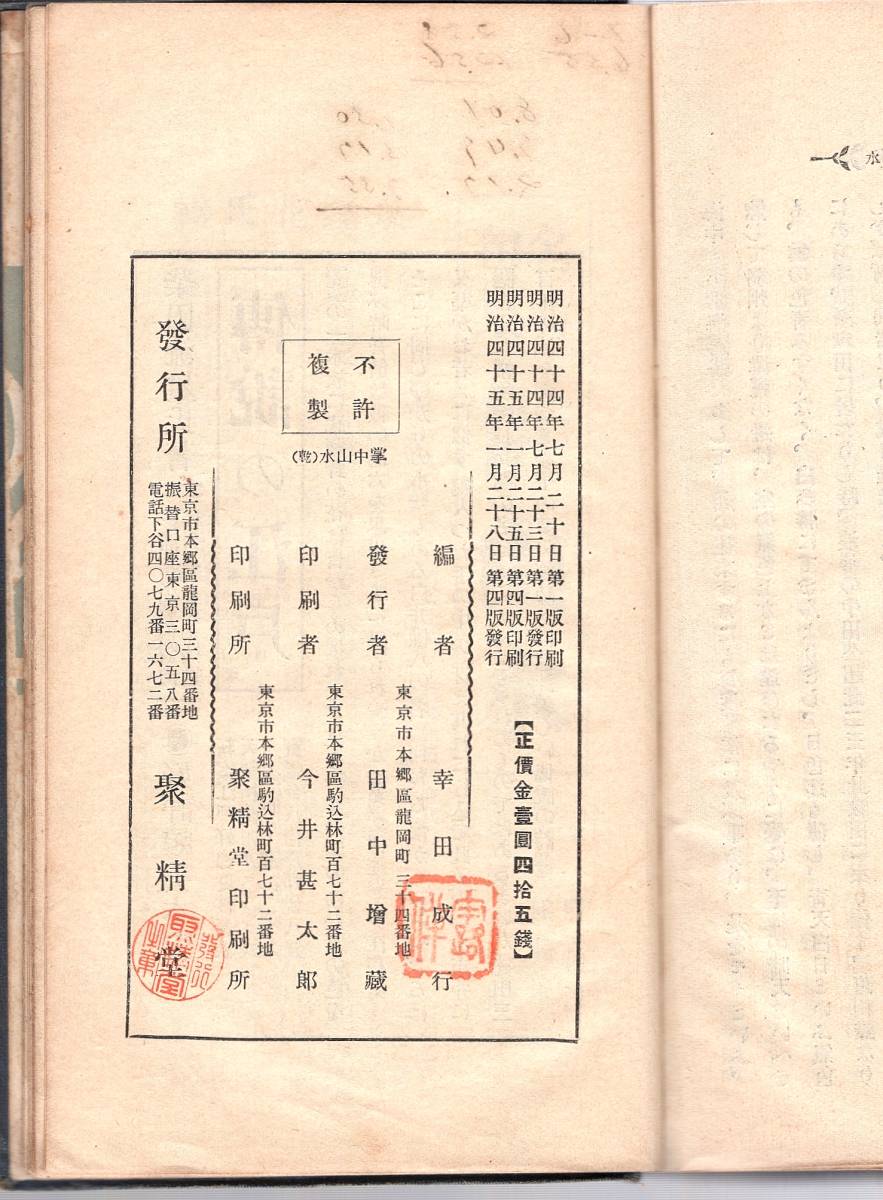 明治四十四年七月二十日第一版印刷
明治四十四年七月二十三日第一版發行
明治四十五年一月二十五日第四版印刷
明治四十五年一月二十八日第四版發行
【正價金壹圓四拾五錢】
不許
複製
掌中山水(乾)
編者 幸田成行
東京市本郷區龍岡町三十四番地
發行者 田中增藏
東京市本郷區駒込林町百七十二番地
印刷者 今井甚太郎
東京市本郷區駒込林町百七十二番地
印刷所 聚精堂印刷所
發行所
東京市本郷區龍岡町三十四番地
振替口座東京三〇五八番
電話下谷四〇七九番一六七二番
聚精堂
水